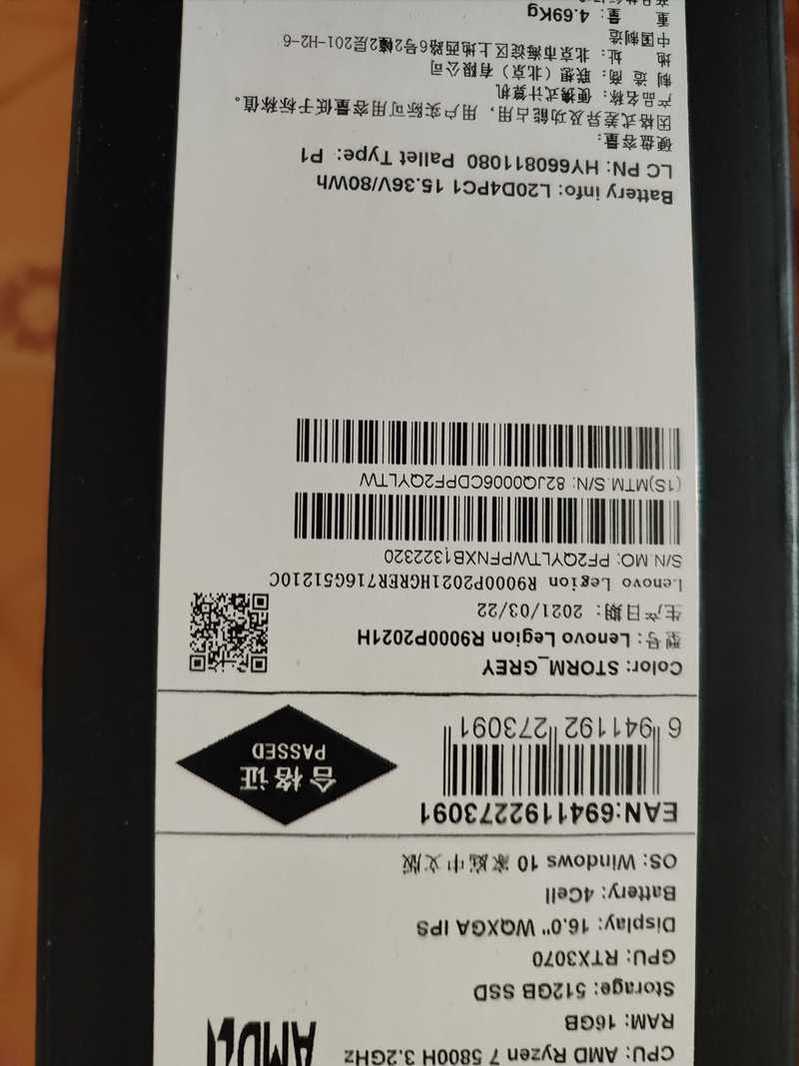 CPU: AMD Ryzen 7 5800H 3.2GHz
RAM: 16GB
Storage: 512GB SSD
GPU: RTX3070
Display: 16.0" WQXGA IPS
Battery: 4Cell
OS: Windows 10 家庭中文版
AMD
EAN:6941192273091
6 941192 273091
合格证
PASSED
Color: STORM_GREY
型号: Lenovo Legion R9000P2021H
生产日期: 2021/03/22
Lenovo Legion R9000P2021HGRER716G51210C
S/N MO: PF2QYLTWPFNXB1322320
(1S)MTM S/N: 82JQ0006CDPF2QYLTW
Battery info: L20D4PC1 15.36V/80Wh
LC PN: HY660811080 Pallet Type: P1
硬盘容量:
因格式差异及功能占用，用户实际可用容量低于标称值。
产品名称: 便携式计算机
制 造 商: 联想（北京）有限公司
地 址: 北京市海淀区上地西路6号2幢2层201-H2-6
中国制造
重 量: 4.69Kg